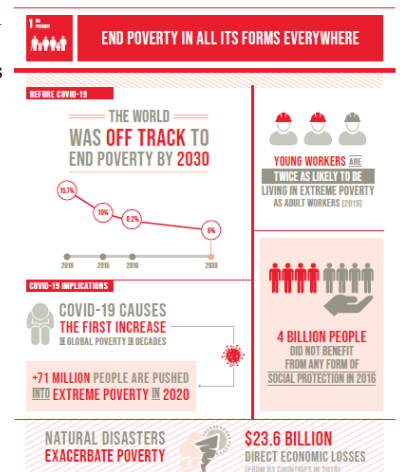 1 NO
POVERTY
END POVERTY IN ALL ITS FORMS EVERYWHERE
s
BEFORE COVID-19
THE WORLD
WAS OFF TRACK TO
END POVERTY BY 2030
15.7%
10%
8.2%
6%
2010
2015
2019
2030
YOUNG WORKERS ARE
TWICE AS LIKELY TO BE
LIVING IN EXTREME POVERTY
AS ADULT WORKERS (2019)
COVID-19 IMPLICATIONS
COVID-19 CAUSES
THE FIRST INCREASE
IN GLOBAL POVERTY IN DECADES
+71 MILLION PEOPLE ARE PUSHED
INTO EXTREME POVERTY IN 2020
4 BILLION PEOPLE
DID NOT BENEFIT
FROM ANY FORM OF
SOCIAL PROTECTION IN 2016
NATURAL DISASTERS
EXACERBATE POVERTY
$23.6 BILLION
DIRECT ECONOMIC LOSSES
(FROM 63 COUNTRIES IN 2018)